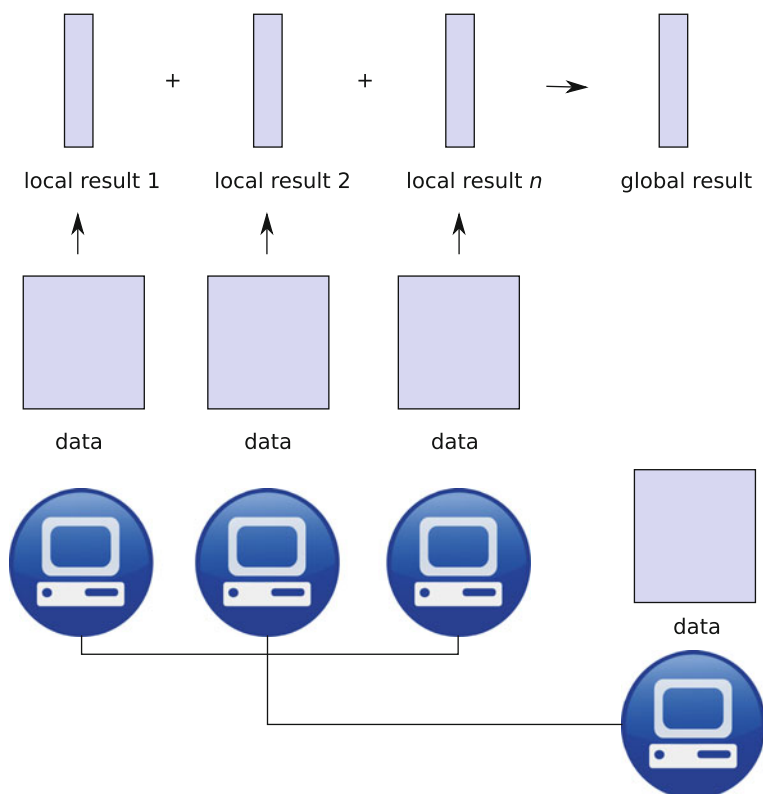 + + 
local result 1 local result 2 local result n global result
data data data
data